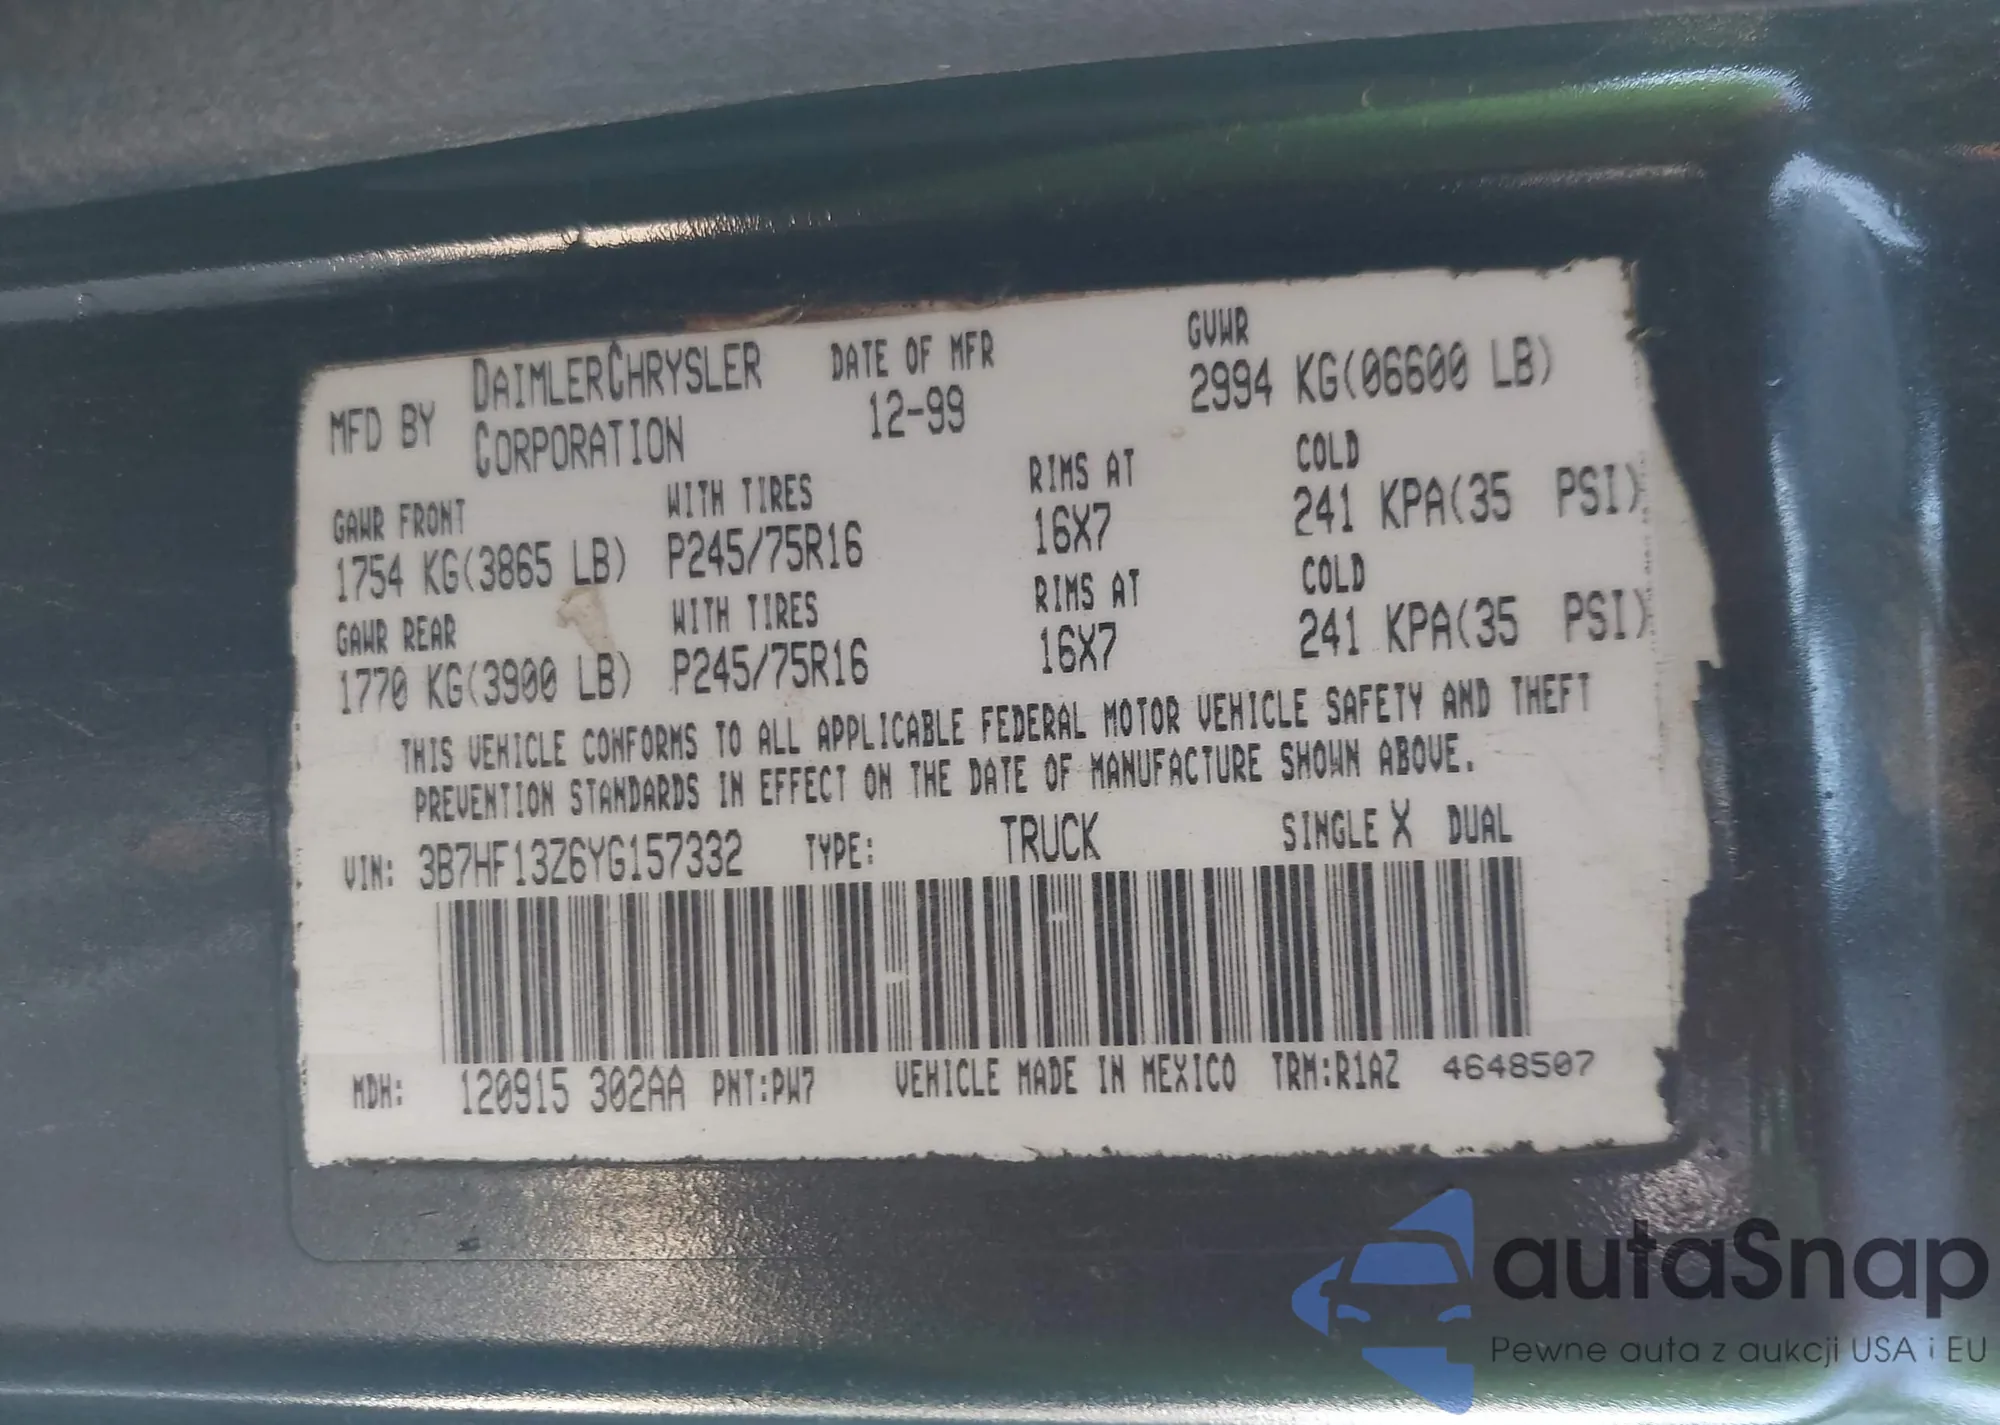 MFD BY DAIMLERCHRYSLER CORPORATION DATE OF MFR 12-99 GVWR 2994 KG(06600 LB)
GAWR FRONT WITH TIRES RIMS AT COLD
1754 KG(3865 LB) P245/75R16 16X7 241 KPA(35 PSI)
GAWR REAR WITH TIRES RIMS AT COLD
1770 KG(3900 LB) P245/75R16 16X7 241 KPA(35 PSI)
THIS VEHICLE CONFORMS TO ALL APPLICABLE FEDERAL MOTOR VEHICLE SAFETY AND THEFT
PREVENTION STANDARDS IN EFFECT ON THE DATE OF MANUFACTURE SHOWN ABOVE.
VIN: 3B7HF13Z6YG157332 TYPE: TRUCK SINGLE X DUAL
MDH: 120915 302AA PNT:PW7 VEHICLE MADE IN MEXICO TRM:R1AZ 4648507
autaSnap
Pewne auta z aukcji USA i EU